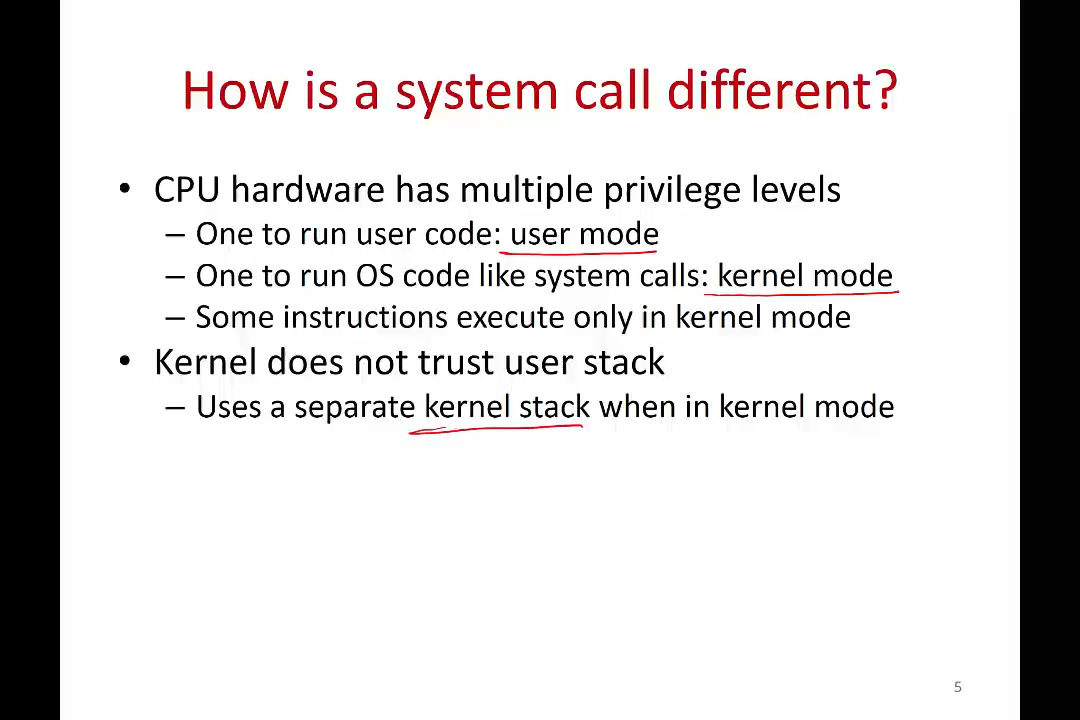 How is a system call different?
• CPU hardware has multiple privilege levels
– One to run user code: user mode
– One to run OS code like system calls: kernel mode
– Some instructions execute only in kernel mode
• Kernel does not trust user stack
– Uses a separate kernel stack when in kernel mode
5